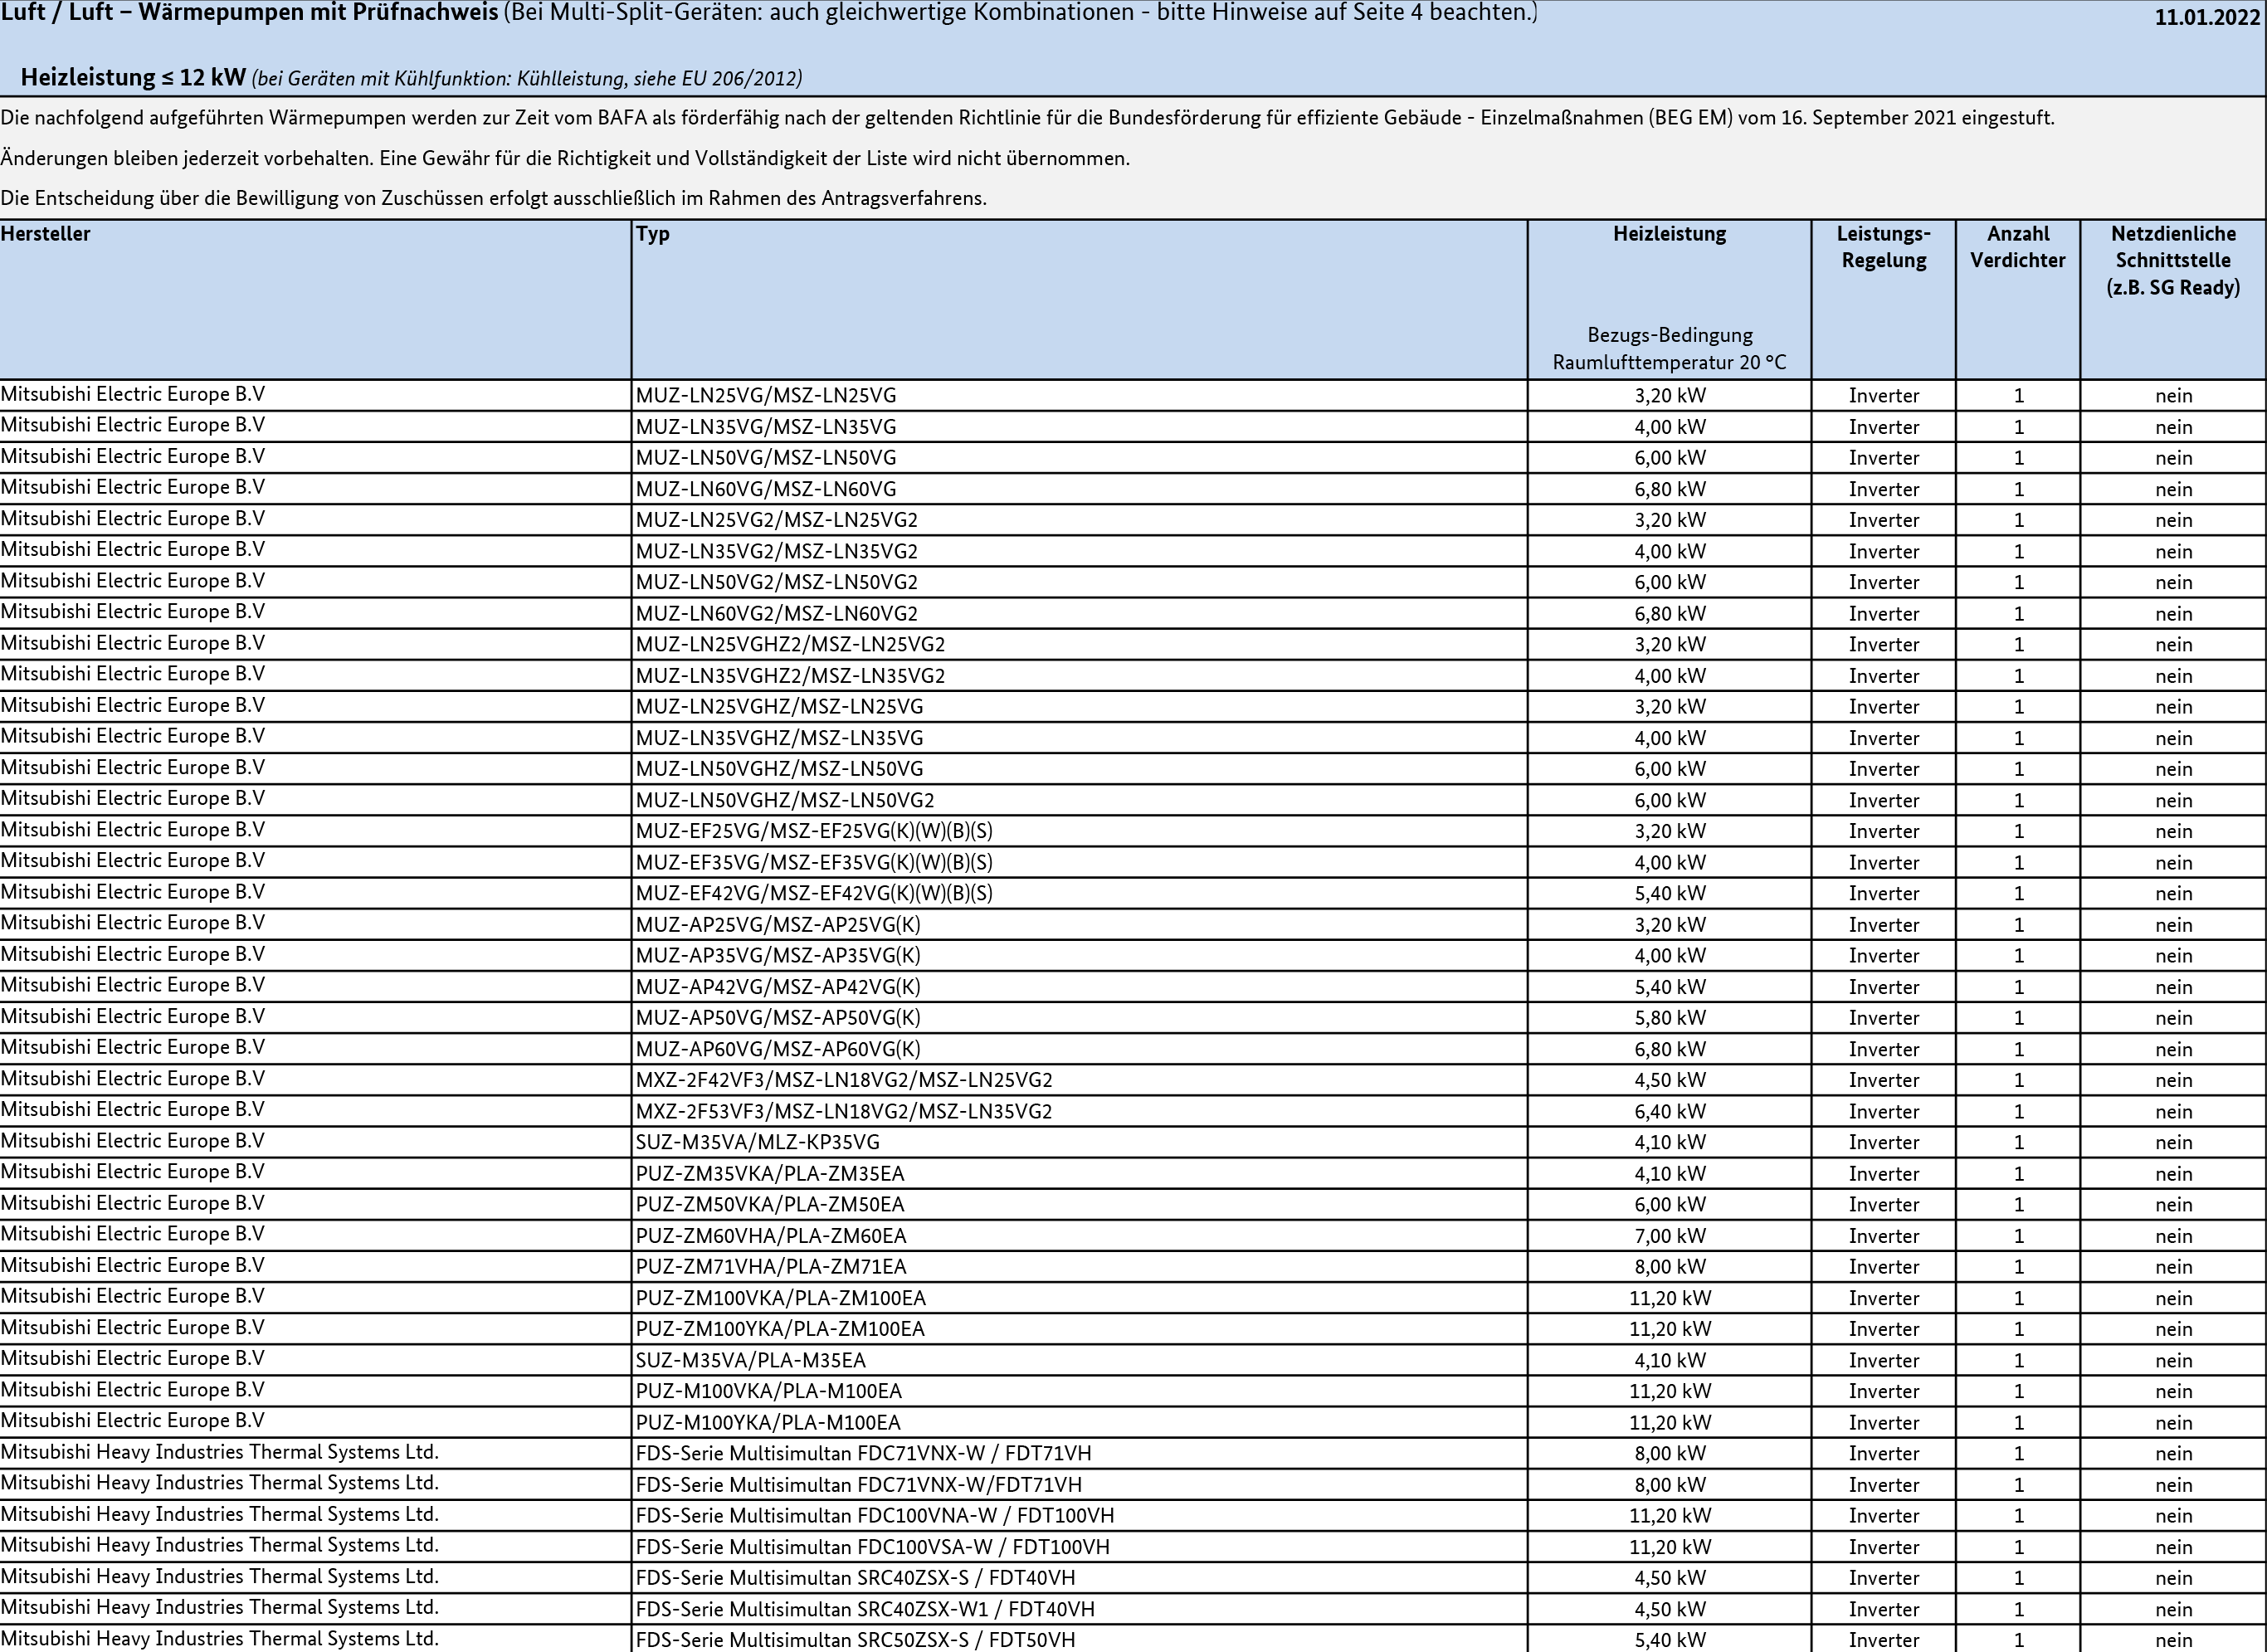 Luft / Luft – Wärmepumpen mit Prüfnachweis (Bei Multi-Split-Geräten: auch gleichwertige Kombinationen - bitte Hinweise auf Seite 4 beachten.) 11.01.2022
Heizleistung ≤ 12 kW (bei Geräten mit Kühlfunktion: Kühlleistung, siehe EU 206/2012)
Die nachfolgend aufgeführten Wärmepumpen werden zur Zeit vom BAFA als förderfähig nach der geltenden Richtlinie für die Bundesförderung für effiziente Gebäude - Einzelmaßnahmen (BEG EM) vom 16. September 2021 eingestuft.
Änderungen bleiben jederzeit vorbehalten. Eine Gewähr für die Richtigkeit und Vollständigkeit der Liste wird nicht übernommen.
Die Entscheidung über die Bewilligung von Zuschüssen erfolgt ausschließlich im Rahmen des Antragsverfahrens.
Hersteller Typ Heizleistung Leistungs- Anzahl Netzdienliche
Regelung Verdichter Schnittstelle
(z.B. SG Ready)
Bezugs-Bedingung
Raumlufttemperatur 20 °C
Mitsubishi Electric Europe B.V MUZ-LN25VG/MSZ-LN25VG 3,20 kW Inverter 1 nein
Mitsubishi Electric Europe B.V MUZ-LN35VG/MSZ-LN35VG 4,00 kW Inverter 1 nein
Mitsubishi Electric Europe B.V MUZ-LN50VG/MSZ-LN50VG 6,00 kW Inverter 1 nein
Mitsubishi Electric Europe B.V MUZ-LN60VG/MSZ-LN60VG 6,80 kW Inverter 1 nein
Mitsubishi Electric Europe B.V MUZ-LN25VG2/MSZ-LN25VG2 3,20 kW Inverter 1 nein
Mitsubishi Electric Europe B.V MUZ-LN35VG2/MSZ-LN35VG2 4,00 kW Inverter 1 nein
Mitsubishi Electric Europe B.V MUZ-LN50VG2/MSZ-LN50VG2 6,00 kW Inverter 1 nein
Mitsubishi Electric Europe B.V MUZ-LN60VG2/MSZ-LN60VG2 6,80 kW Inverter 1 nein
Mitsubishi Electric Europe B.V MUZ-LN25VGHZ2/MSZ-LN25VG2 3,20 kW Inverter 1 nein
Mitsubishi Electric Europe B.V MUZ-LN35VGHZ2/MSZ-LN35VG2 4,00 kW Inverter 1 nein
Mitsubishi Electric Europe B.V MUZ-LN25VGHZ/MSZ-LN25VG 3,20 kW Inverter 1 nein
Mitsubishi Electric Europe B.V MUZ-LN35VGHZ/MSZ-LN35VG 4,00 kW Inverter 1 nein
Mitsubishi Electric Europe B.V MUZ-LN50VGHZ/MSZ-LN50VG 6,00 kW Inverter 1 nein
Mitsubishi Electric Europe B.V MUZ-LN50VGHZ/MSZ-LN50VG2 6,00 kW Inverter 1 nein
Mitsubishi Electric Europe B.V MUZ-EF25VG/MSZ-EF25VG(K)(W)(B)(S) 3,20 kW Inverter 1 nein
Mitsubishi Electric Europe B.V MUZ-EF35VG/MSZ-EF35VG(K)(W)(B)(S) 4,00 kW Inverter 1 nein
Mitsubishi Electric Europe B.V MUZ-EF42VG/MSZ-EF42VG(K)(W)(B)(S) 5,40 kW Inverter 1 nein
Mitsubishi Electric Europe B.V MUZ-AP25VG/MSZ-AP25VG(K) 3,20 kW Inverter 1 nein
Mitsubishi Electric Europe B.V MUZ-AP35VG/MSZ-AP35VG(K) 4,00 kW Inverter 1 nein
Mitsubishi Electric Europe B.V MUZ-AP42VG/MSZ-AP42VG(K) 5,40 kW Inverter 1 nein
Mitsubishi Electric Europe B.V MUZ-AP50VG/MSZ-AP50VG(K) 5,80 kW Inverter 1 nein
Mitsubishi Electric Europe B.V MUZ-AP60VG/MSZ-AP60VG(K) 6,80 kW Inverter 1 nein
Mitsubishi Electric Europe B.V MXZ-2F42VF3/MSZ-LN18VG2/MSZ-LN25VG2 4,50 kW Inverter 1 nein
Mitsubishi Electric Europe B.V MXZ-2F53VF3/MSZ-LN18VG2/MSZ-LN35VG2 6,40 kW Inverter 1 nein
Mitsubishi Electric Europe B.V SUZ-M35VA/MLZ-KP35VG 4,10 kW Inverter 1 nein
Mitsubishi Electric Europe B.V PUZ-ZM35VKA/PLA-ZM35EA 4,10 kW Inverter 1 nein
Mitsubishi Electric Europe B.V PUZ-ZM50VKA/PLA-ZM50EA 6,00 kW Inverter 1 nein
Mitsubishi Electric Europe B.V PUZ-ZM60VHA/PLA-ZM60EA 7,00 kW Inverter 1 nein
Mitsubishi Electric Europe B.V PUZ-ZM71VHA/PLA-ZM71EA 8,00 kW Inverter 1 nein
Mitsubishi Electric Europe B.V PUZ-ZM100VKA/PLA-ZM100EA 11,20 kW Inverter 1 nein
Mitsubishi Electric Europe B.V PUZ-ZM100YKA/PLA-ZM100EA 11,20 kW Inverter 1 nein
Mitsubishi Electric Europe B.V SUZ-M35VA/PLA-M35EA 4,10 kW Inverter 1 nein
Mitsubishi Electric Europe B.V PUZ-M100VKA/PLA-M100EA 11,20 kW Inverter 1 nein
Mitsubishi Electric Europe B.V PUZ-M100YKA/PLA-M100EA 11,20 kW Inverter 1 nein
Mitsubishi Heavy Industries Thermal Systems Ltd. FDS-Serie Multisimultan FDC71VNX-W / FDT71VH 8,00 kW Inverter 1 nein
Mitsubishi Heavy Industries Thermal Systems Ltd. FDS-Serie Multisimultan FDC71VNX-W/FDT71VH 8,00 kW Inverter 1 nein
Mitsubishi Heavy Industries Thermal Systems Ltd. FDS-Serie Multisimultan FDC100VNA-W / FDT100VH 11,20 kW Inverter 1 nein
Mitsubishi Heavy Industries Thermal Systems Ltd. FDS-Serie Multisimultan FDC100VSA-W / FDT100VH 11,20 kW Inverter 1 nein
Mitsubishi Heavy Industries Thermal Systems Ltd. FDS-Serie Multisimultan SRC40ZSX-S / FDT40VH 4,50 kW Inverter 1 nein
Mitsubishi Heavy Industries Thermal Systems Ltd. FDS-Serie Multisimultan SRC40ZSX-W1 / FDT40VH 4,50 kW Inverter 1 nein
Mitsubishi Heavy Industries Thermal Systems Ltd. FDS-Serie Multisimultan SRC50ZSX-S / FDT50VH 5,40 kW Inverter 1 nein